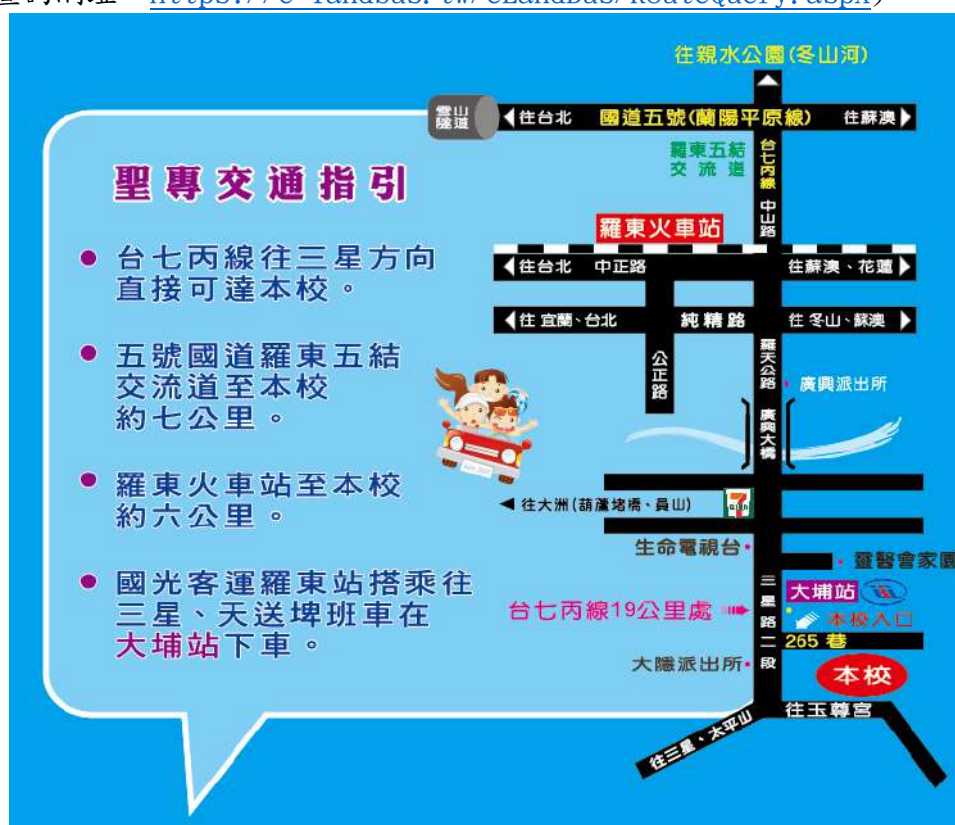 https://e-landbus.tw/eLandBus/RouteQuery.aspx)
往親水公園(冬山河)
雪山
隧道
往台北 國道五號(蘭陽平原線) 往蘇澳
羅東五結
交流道
台七丙線 中山路
聖專交通指引
羅東火車站
往台北 中正路 往蘇澳、花蓮
台七丙線往三星方向
直接可達本校。
往宜蘭、台北 純精路 往冬山、蘇澳
五號國道羅東五結
交流道至本校
約七公里。
公正路
羅天公路
廣興派出所
廣興大橋
羅東火車站至本校
約六公里。
往大洲(葫蘆堵橋、員山)
7
生命電視台
靈醫會家園
國光客運羅東站搭乘往
三星、天送埤班車在
大埔站下車。
三星路二段
大埔站
台七丙線19公里處
本校入口
265巷
大隱派出所
本校
往玉尊宮
往三星、太平山